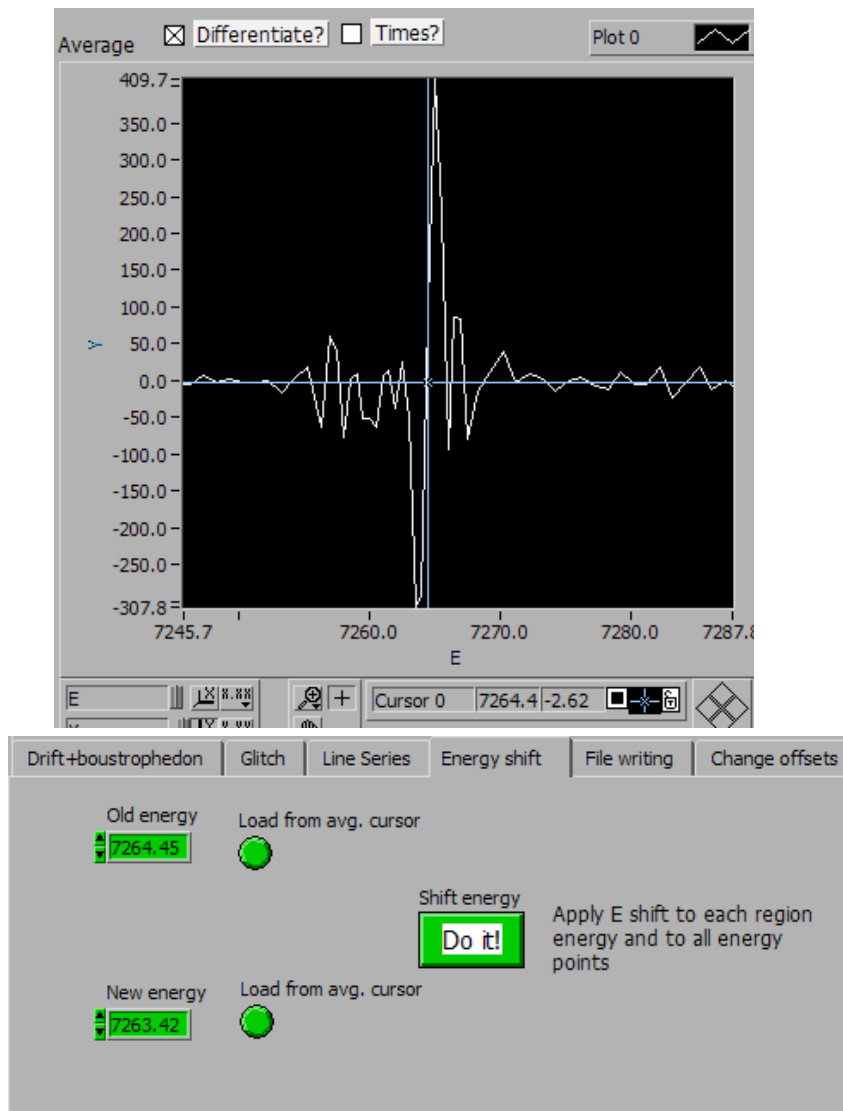 Average Differentiate? Times? Plot 0
409.7
350.0
300.0
250.0
200.0
150.0
100.0
50.0
Y
0.0
-50.0
-100.0
-150.0
-200.0
-250.0
-307.8
7245.7 7260.0 7270.0 7280.0 7287.8
E
E X 8.88 Cursor 0 7264.4 -2.62
Drift+boustrophedon Glitch Line Series Energy shift File writing Change offsets
Old energy Load from avg. cursor
7264.45
Shift energy
Do it!
Apply E shift to each region
energy and to all energy
points
New energy Load from avg. cursor
7263.42